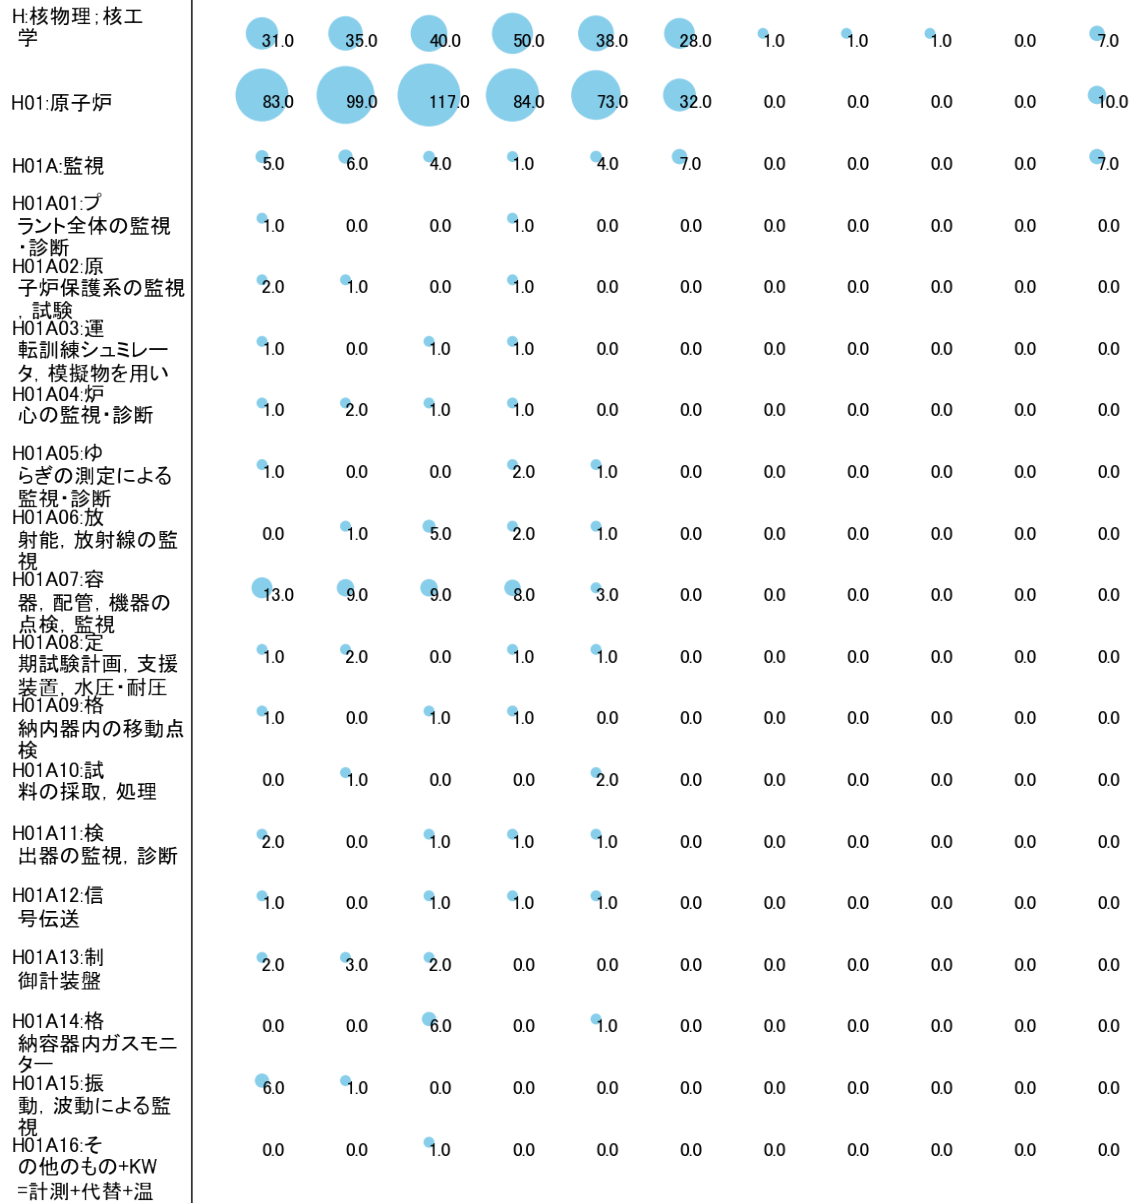 H:核物理;核工
学
31.0 35.0 40.0 50.0 38.0 28.0 1.0 1.0 1.0 0.0 7.0
H01:原子炉
83.0 99.0 117.0 84.0 73.0 32.0 0.0 0.0 0.0 0.0 10.0
H01A:監視
5.0 6.0 4.0 1.0 4.0 7.0 0.0 0.0 0.0 0.0 7.0
H01A01:プ
ラント全体の監視
・診断
1.0 0.0 0.0 1.0 0.0 0.0 0.0 0.0 0.0 0.0 0.0
H01A02:原
子炉保護系の監視
, 試験
2.0 1.0 0.0 1.0 0.0 0.0 0.0 0.0 0.0 0.0 0.0
H01A03:運
転訓練シュミレー
タ, 模擬物を用い
1.0 0.0 1.0 1.0 0.0 0.0 0.0 0.0 0.0 0.0 0.0
H01A04:炉
心の監視・診断
1.0 2.0 1.0 1.0 0.0 0.0 0.0 0.0 0.0 0.0 0.0
H01A05:ゆ
らぎの測定による
監視・診断
1.0 0.0 0.0 2.0 1.0 0.0 0.0 0.0 0.0 0.0 0.0
H01A06:放
射能, 放射線の監
視
0.0 1.0 5.0 2.0 1.0 0.0 0.0 0.0 0.0 0.0 0.0
H01A07:容
器, 配管, 機器の
点検, 監視
13.0 9.0 9.0 8.0 3.0 0.0 0.0 0.0 0.0 0.0 0.0
H01A08:定
期試験計画, 支援
装置, 水圧・耐圧
1.0 2.0 0.0 1.0 1.0 0.0 0.0 0.0 0.0 0.0 0.0
H01A09:格
納内器内の移動点
検
1.0 0.0 1.0 1.0 0.0 0.0 0.0 0.0 0.0 0.0 0.0
H01A10:試
料の採取, 処理
0.0 1.0 0.0 0.0 2.0 0.0 0.0 0.0 0.0 0.0 0.0
H01A11:検
出器の監視, 診断
2.0 0.0 1.0 1.0 1.0 0.0 0.0 0.0 0.0 0.0 0.0
H01A12:信
号伝送
1.0 0.0 1.0 1.0 1.0 0.0 0.0 0.0 0.0 0.0 0.0
H01A13:制
御計装盤
2.0 3.0 2.0 0.0 0.0 0.0 0.0 0.0 0.0 0.0 0.0
H01A14:格
納容器内ガスモニ
ター
0.0 0.0 6.0 0.0 1.0 0.0 0.0 0.0 0.0 0.0 0.0
H01A15:振
動, 波動による監
視
6.0 1.0 0.0 0.0 0.0 0.0 0.0 0.0 0.0 0.0 0.0
H01A16:そ
の他のもの+KW
=計測+代替+温
0.0 0.0 1.0 0.0 0.0 0.0 0.0 0.0 0.0 0.0 0.0